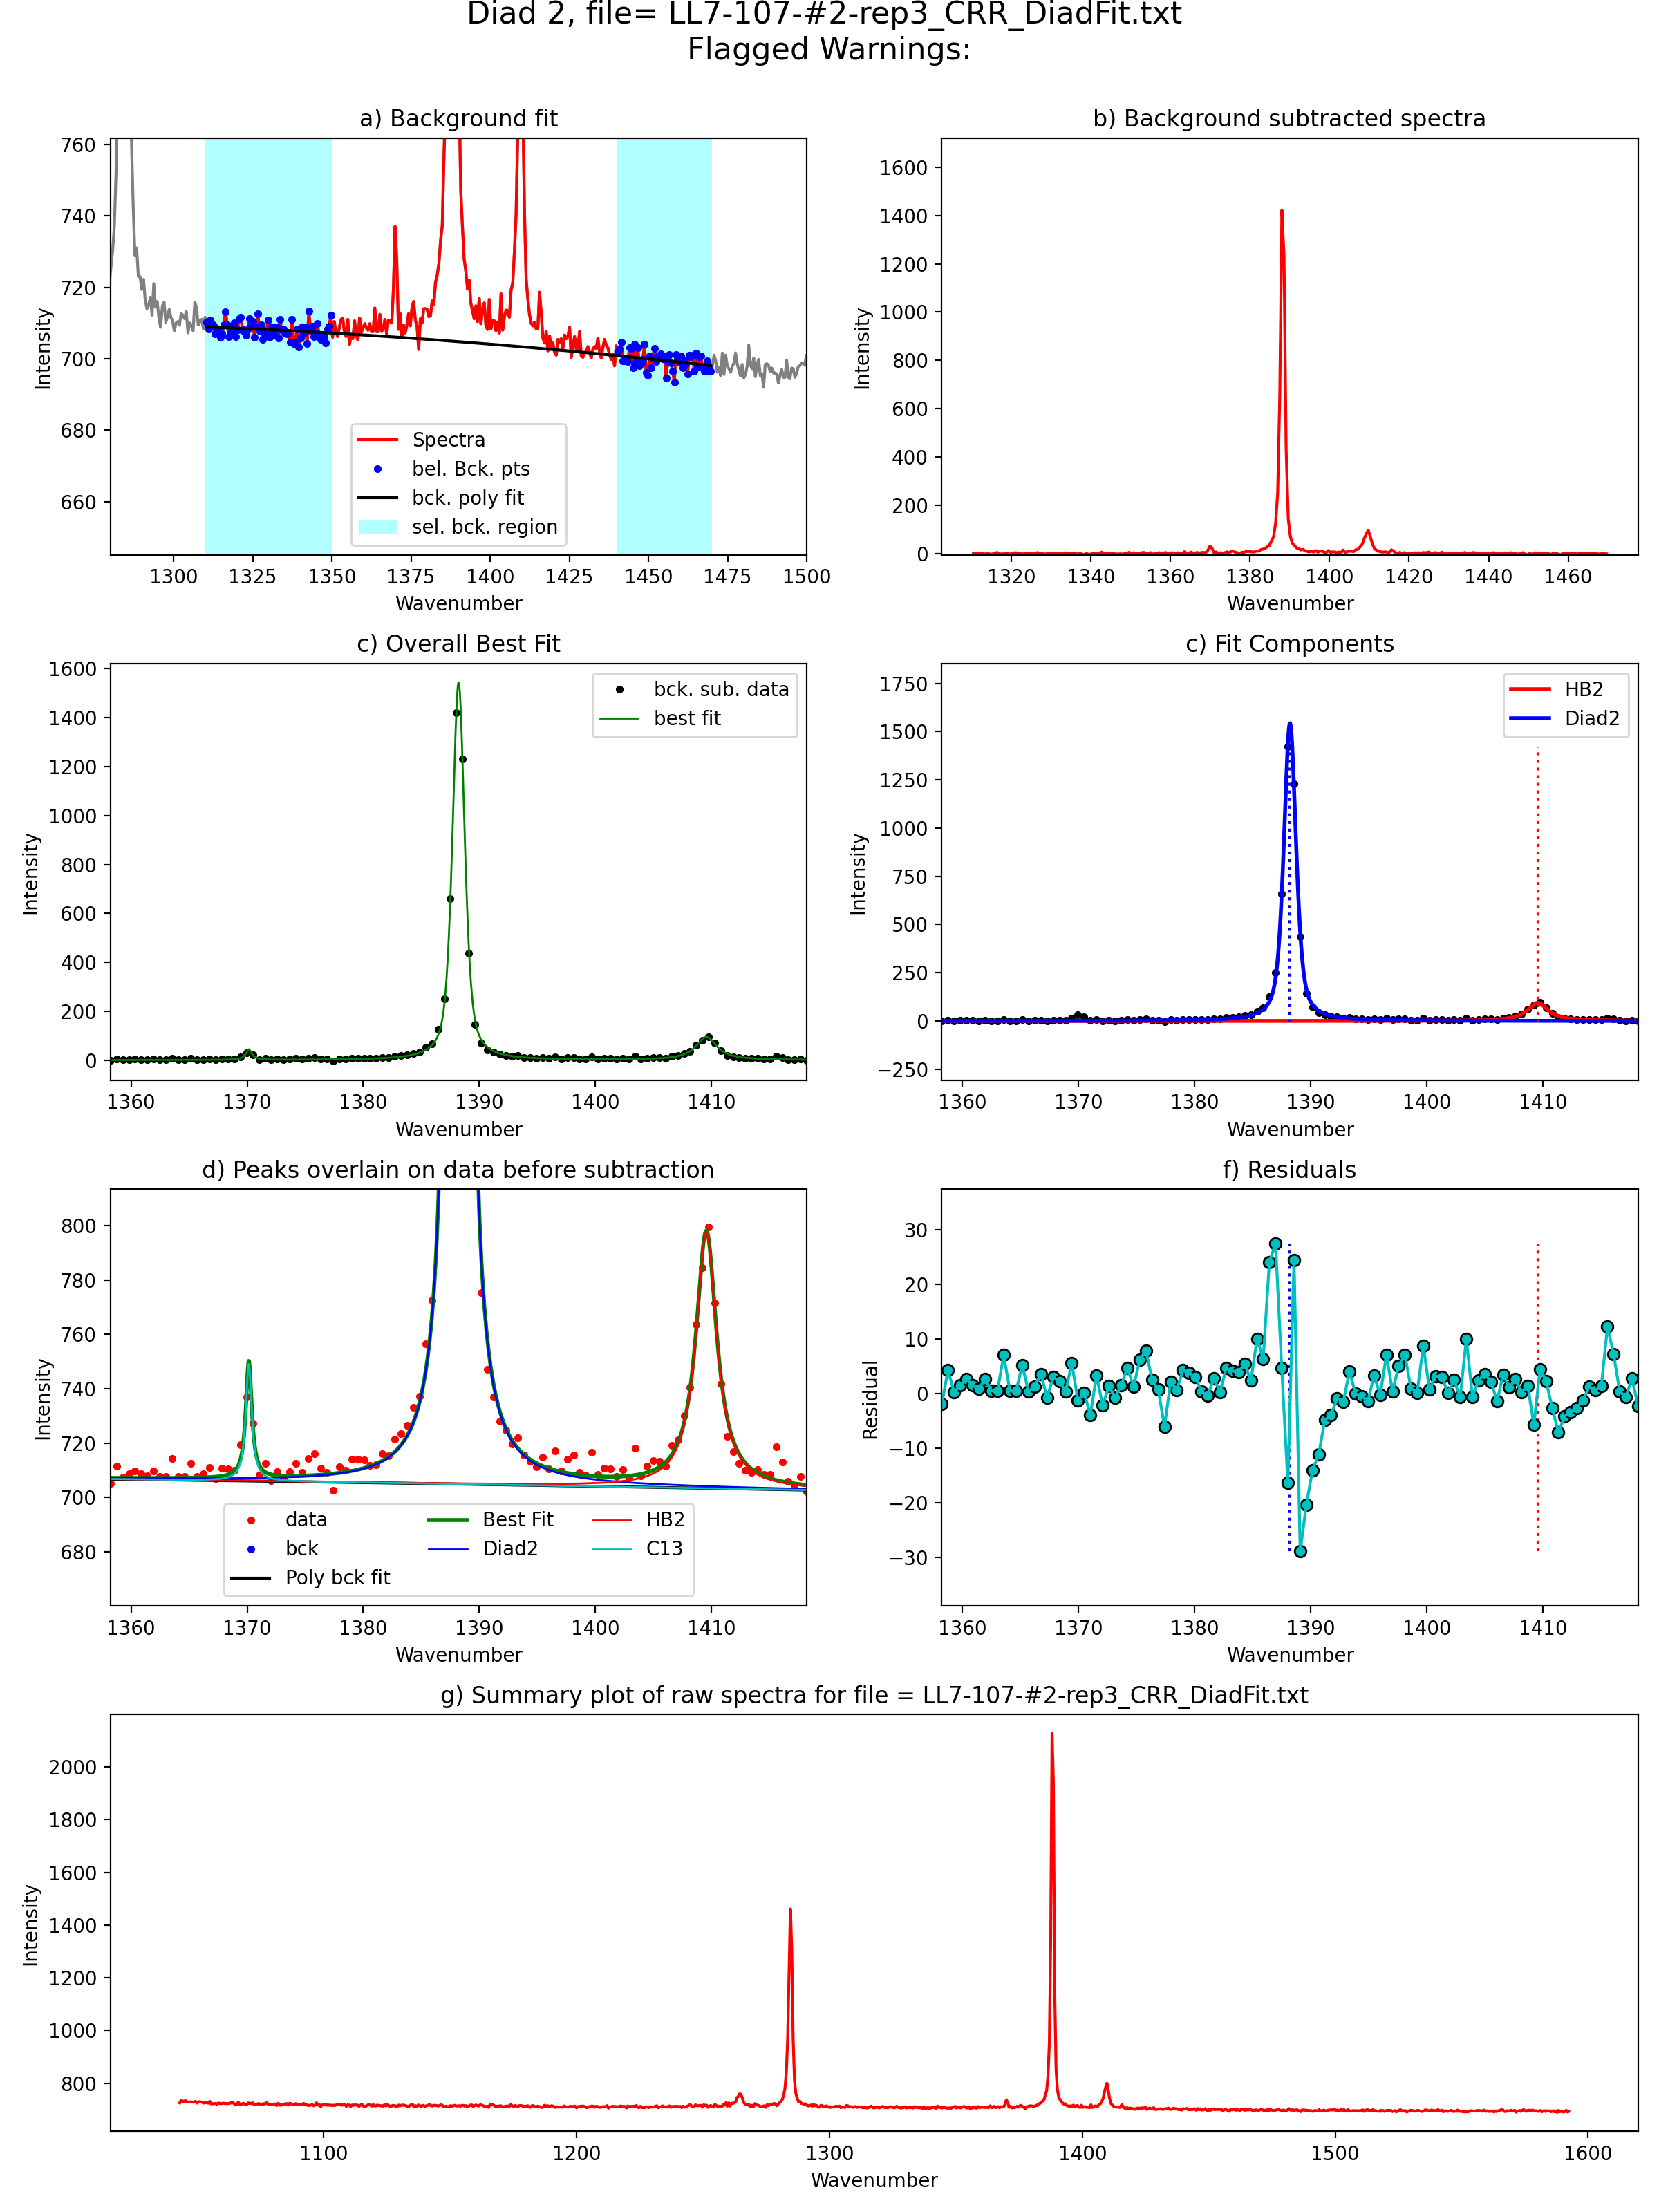 Diad 2, file= LL7-107-#2-rep3_CRR_DiadFit.txt
Flagged Warnings:
a) Background fit
760
740
720
700
680
660
Intensity
Spectra
bel. Bck. pts
bck. poly fit
sel. bck. region
1300 1325 1350 1375 1400 1425 1450 1475 1500
Wavenumber
b) Background subtracted spectra
1600
1400
1200
1000
800
600
400
200
0
Intensity
1320 1340 1360 1380 1400 1420 1440 1460
Wavenumber
c) Overall Best Fit
1600
1400
1200
1000
800
600
400
200
0
Intensity
bck. sub. data
best fit
1360 1370 1380 1390 1400 1410
Wavenumber
c) Fit Components
1750
1500
1250
1000
750
500
250
0
−250
Intensity
HB2
Diad2
1360 1370 1380 1390 1400 1410
Wavenumber
d) Peaks overlain on data before subtraction
800
780
760
740
720
700
680
Intensity
data
bck
Poly bck fit
Best Fit
Diad2
HB2
C13
1360 1370 1380 1390 1400 1410
Wavenumber
f) Residuals
30
20
10
0
−10
−20
−30
Residual
1360 1370 1380 1390 1400 1410
Wavenumber
g) Summary plot of raw spectra for file = LL7-107-#2-rep3_CRR_DiadFit.txt
2000
1800
1600
1400
1200
1000
800
Intensity
1100 1200 1300 1400 1500 1600
Wavenumber